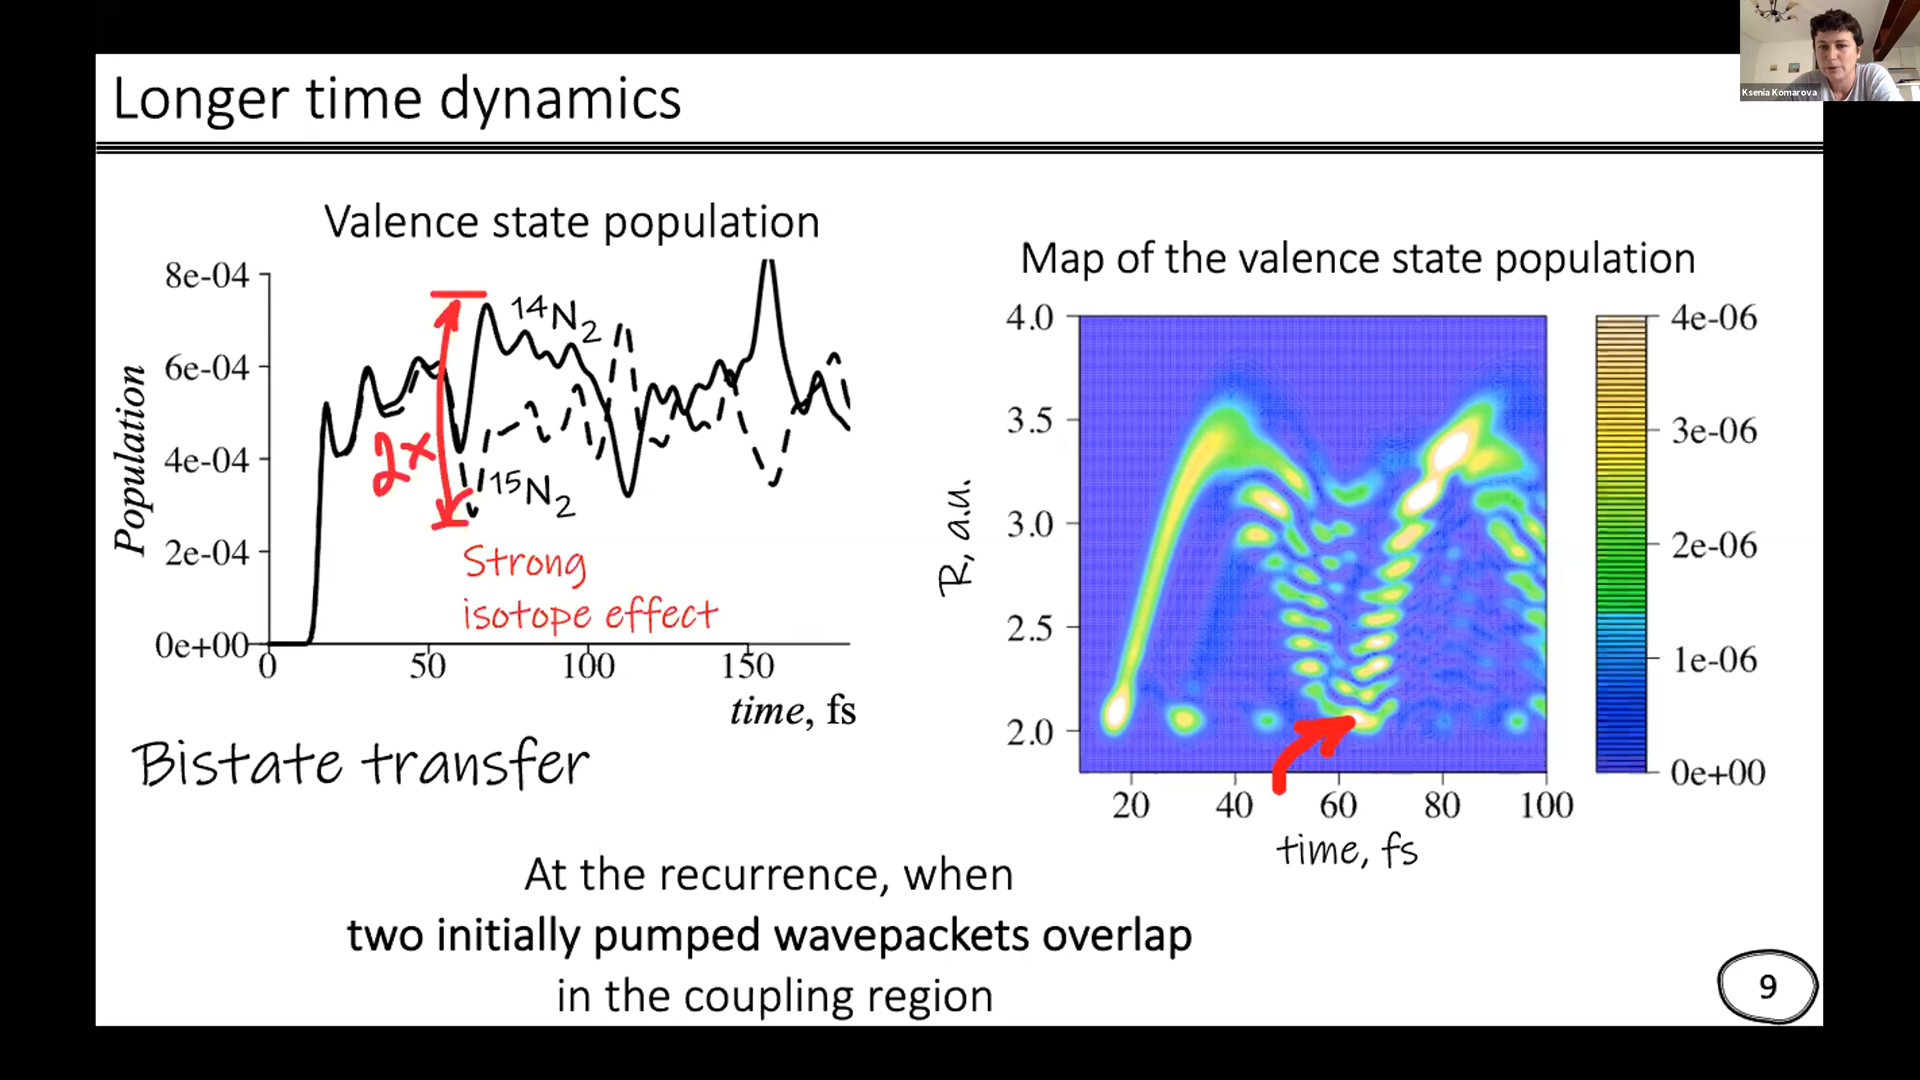 Ksenia Komarova
Longer time dynamics
Valence state population
8e-04
6e-04
4e-04
2e-04
0e+00
Population
0
50
100
150
time, fs
14N2
15N2
2x
Strong
isotope effect
Bistate transfer
Map of the valence state population
4.0
3.5
3.0
2.5
2.0
R, a.u.
20
40
60
80
100
time, fs
4e-06
3e-06
2e-06
1e-06
0e+00
At the recurrence, when
two initially pumped wavepackets overlap
in the coupling region
9